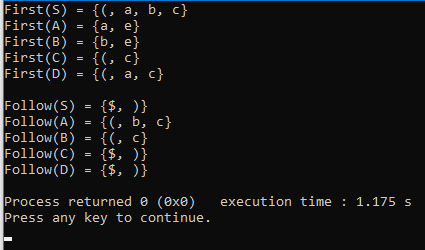 First(S) = {(, a, b, c}
First(A) = {a, e}
First(B) = {b, e}
First(C) = {(, c}
First(D) = {(, a, c}
Follow(S) = {$, )}
Follow(A) = {(, b, c}
Follow(B) = {(, c}
Follow(C) = {$, )}
Follow(D) = {$, )}
Process returned 0 (0x0)   execution time : 1.175 s
Press any key to continue.